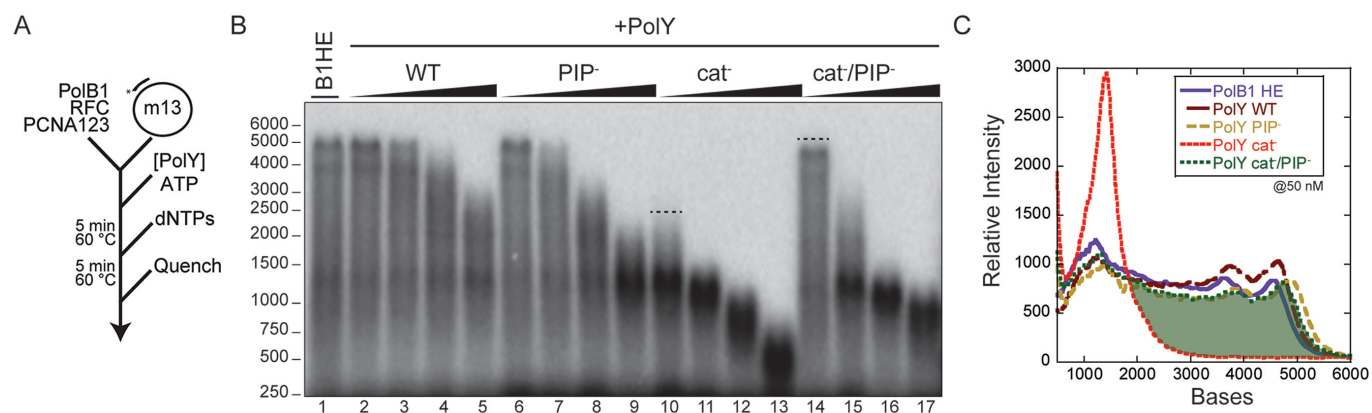 A
PolB1
RFC
PCNA123
*
m13
[PolY]
ATP
5 min
60 °C
dNTPs
5 min
60 °C
Quench
B
B1HE
+PolY
WT
PIP-
cat-
cat-/PIP-
6000
5000
4000
3000
2500
2000
1500
1000
750
500
250
1 2 3 4 5 6 7 8 9 10 11 12 13 14 15 16 17
C
Relative Intensity
3000
2500
2000
1500
1000
500
0
PolB1 HE
PolY WT
PolY PIP-
PolY cat-
PolY cat-/PIP-
@50 nM
1000 2000 3000 4000 5000 6000
Bases